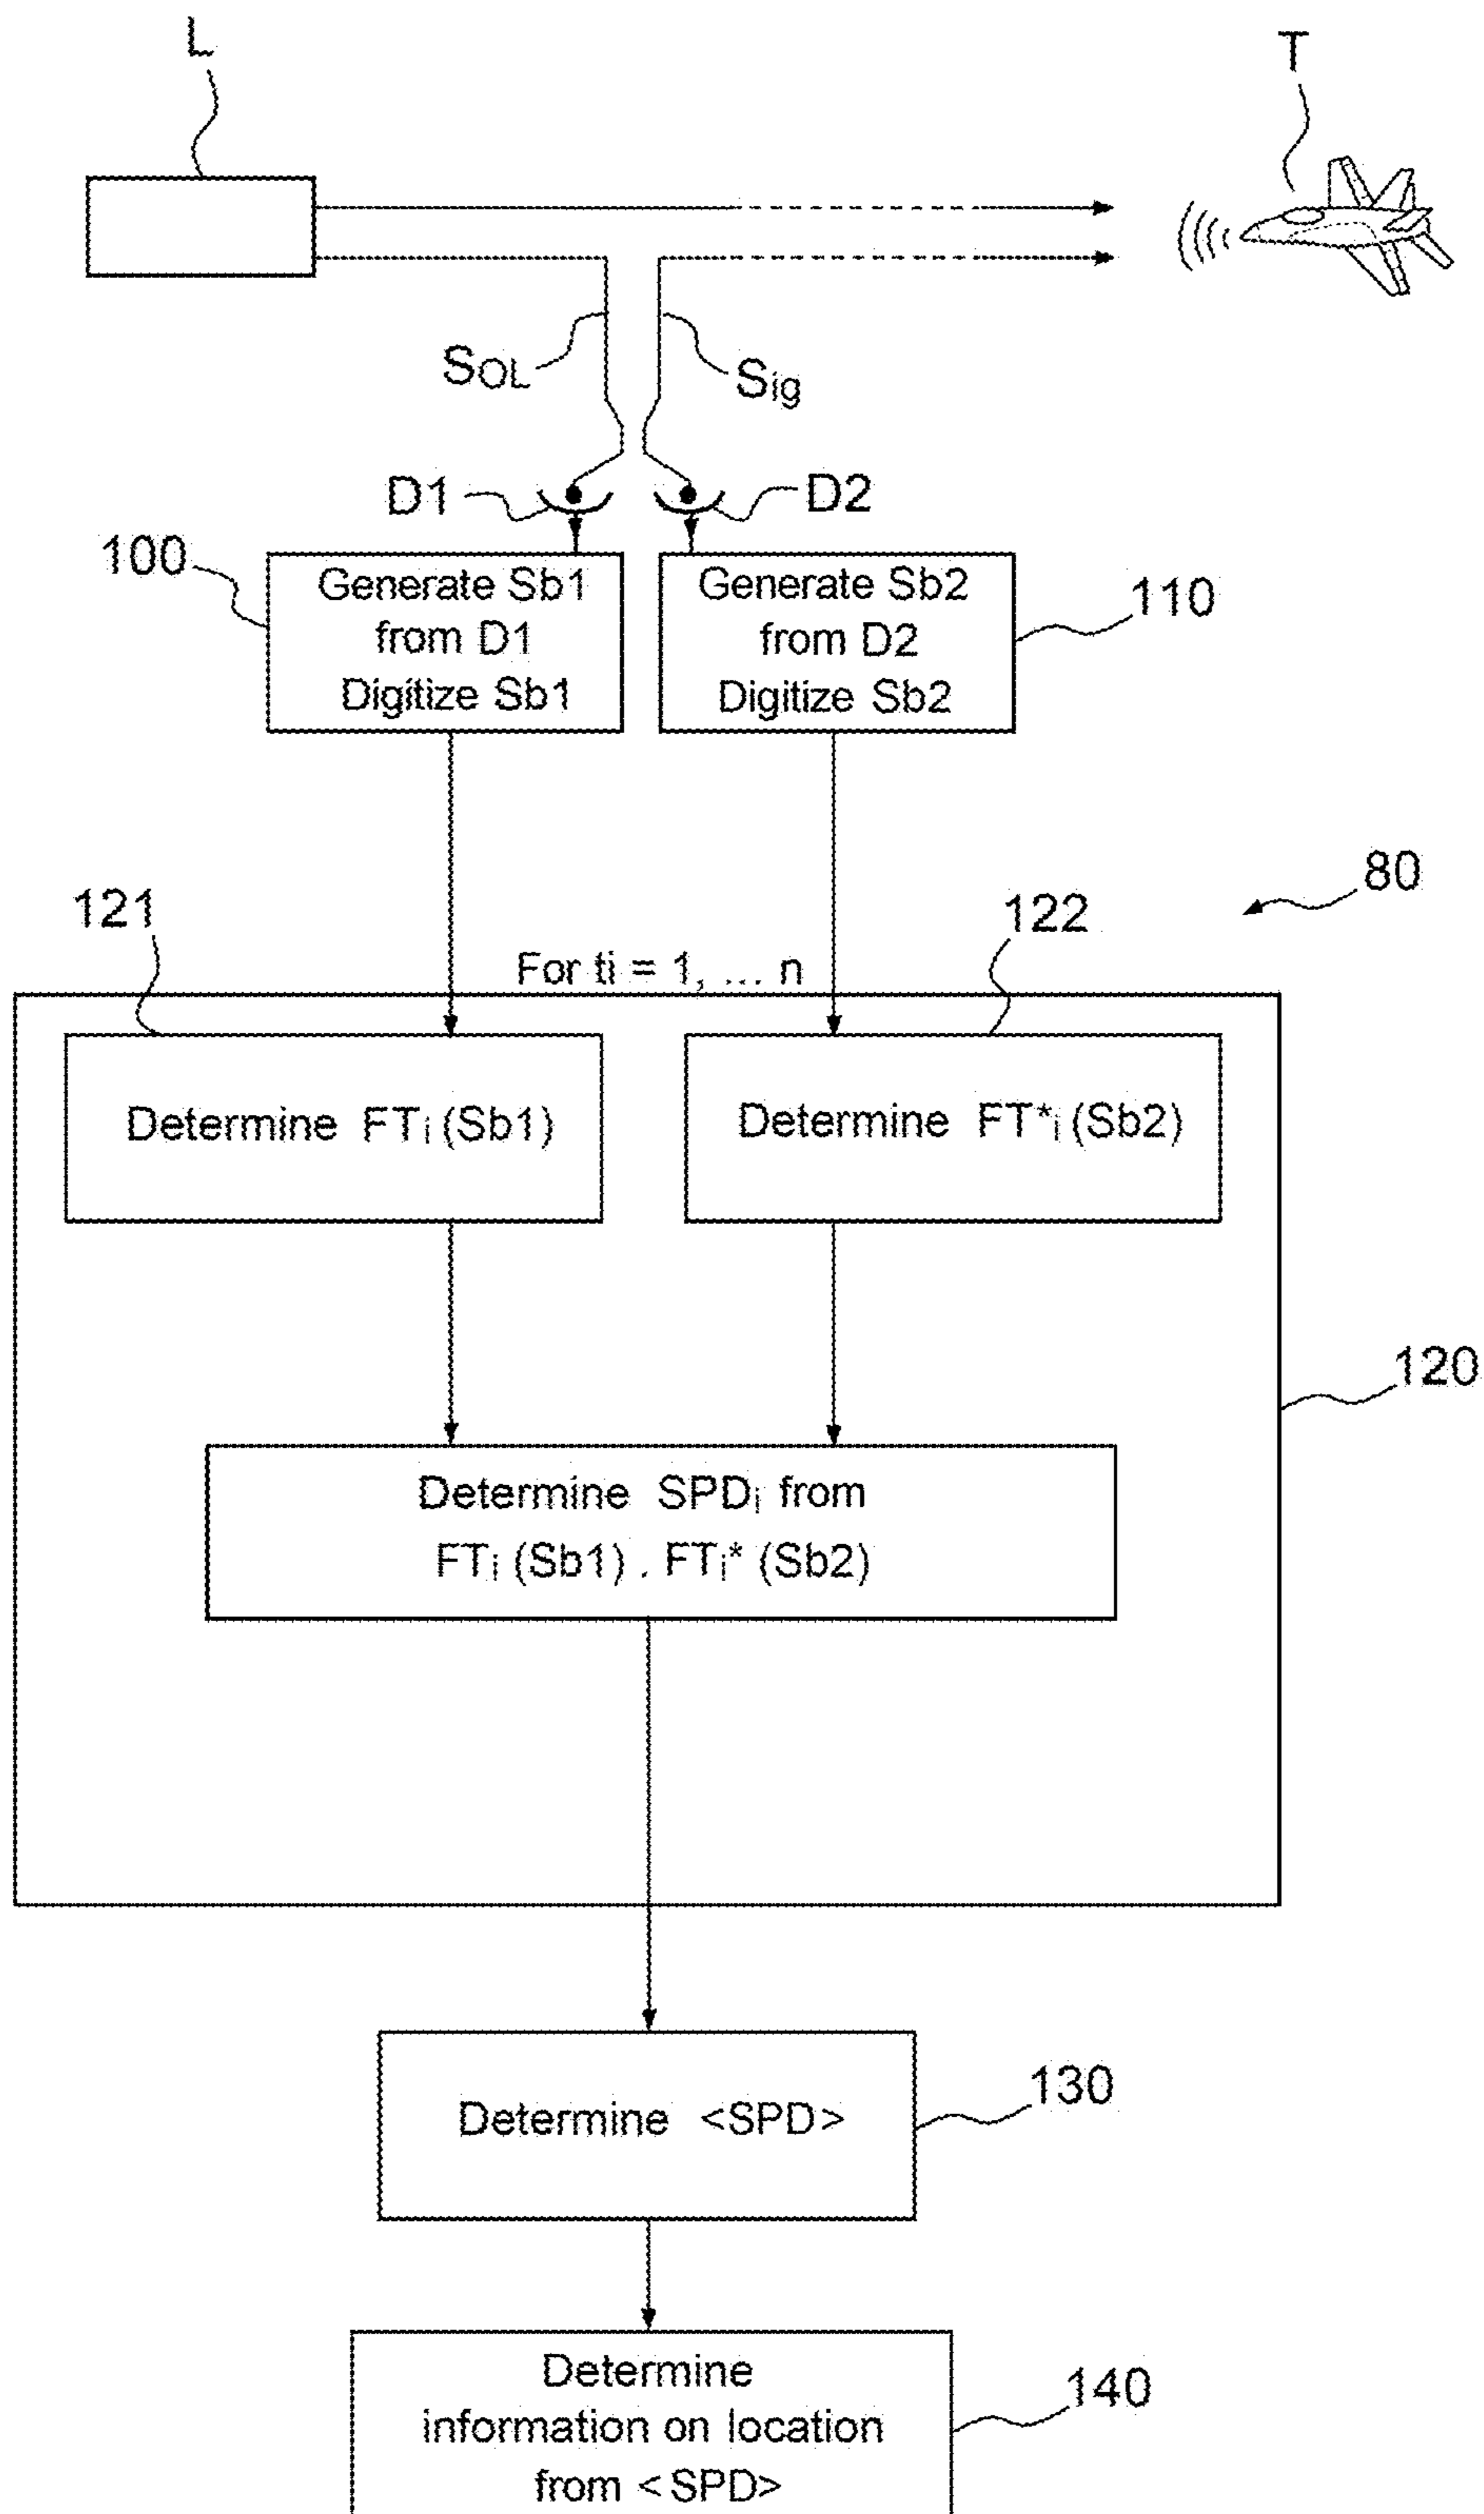 L
T
SOL
Sig
D1
D2
100
Generate Sb1
from D1
Digitize Sb1
Generate Sb2
from D2
Digitize Sb2
110
80
121
122
For ti = 1, ... n
Determine FTi (Sb1)
Determine FT*i (Sb2)
120
Determine SPDi from
FTi (Sb1) . FTi* (Sb2)
Determine <SPD>
130
Determine
information on location
from <SPD>
140